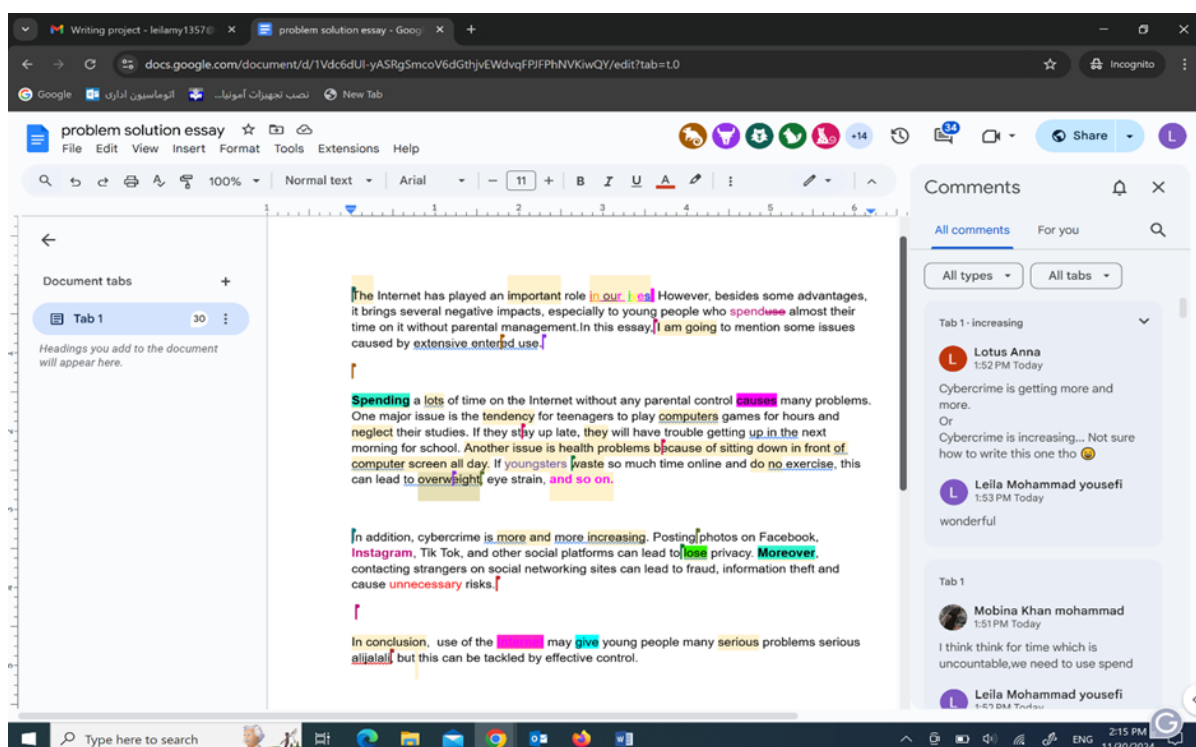 Writing project - leilamy1357@
problem solution essay - Goog
docs.google.com/document/d/1Vdc6dUl-yASRgSmcoV6dGthjvEWdvqFPJFPhNVKiwQY/edit?tab=t.0
Incognito
Google اتوماسیون اداری نصب تجهیزات آمونیا... New Tab
problem solution essay
+14
34
Share
L
File Edit View Insert Format Tools Extensions Help
100% Normal text Arial 11 B I U A
Comments
All comments For you
All types All tabs
Document tabs
Tab 1 30
Headings you add to the document
will appear here.
The Internet has played an important role in our lives. However, besides some advantages,
it brings several negative impacts, especially to young people who spenduse almost their
time on it without parental management.In this essay, I am going to mention some issues
caused by extensive entered use.
Spending a lots of time on the Internet without any parental control causes many problems.
One major issue is the tendency for teenagers to play computers games for hours and
neglect their studies. If they stay up late, they will have trouble getting up in the next
morning for school. Another issue is health problems because of sitting down in front of
computer screen all day. If youngsters waste so much time online and do no exercise, this
can lead to overweight, eye strain, and so on.
In addition, cybercrime is more and more increasing. Posting photos on Facebook,
Instagram, Tik Tok, and other social platforms can lead to lose privacy. Moreover,
contacting strangers on social networking sites can lead to fraud, information theft and
cause unnecessary risks.
In conclusion, use of the Internet may give young people many serious problems serious
alijalali, but this can be tackled by effective control.
Tab 1 · increasing
Lotus Anna
1:52 PM Today
Cybercrime is getting more and
more.
Or
Cybercrime is increasing... Not sure
how to write this one tho 😅
Leila Mohammad yousefi
1:53 PM Today
wonderful
Tab 1
Mobina Khan mohammad
1:51 PM Today
I think think for time which is
uncountable,we need to use spend
Leila Mohammad yousefi
1:52 PM Today
Type here to search
ENG
2:15 PM
11/30/2024